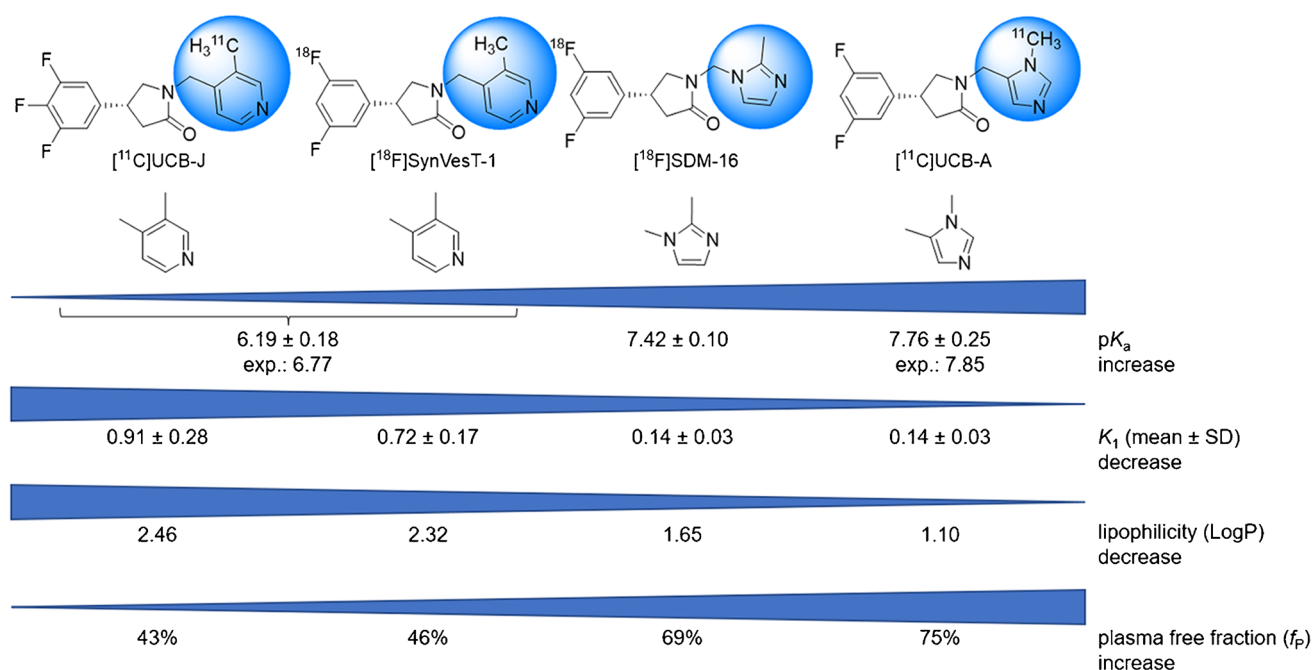 F
F
F
H₃¹¹C
N
O
N
[¹¹C]UCB-J
¹⁸F
F
H₃C
N
O
N
[¹⁸F]SynVesT-1
¹⁸F
F
N
O
N
N
[¹⁸F]SDM-16
F
F
¹¹CH₃
N
O
N
N
[¹¹C]UCB-A
N
N
N
N
N
N
6.19 ± 0.18
exp.: 6.77
7.42 ± 0.10
7.76 ± 0.25
exp.: 7.85
pKₐ
increase
0.91 ± 0.28
0.72 ± 0.17
0.14 ± 0.03
0.14 ± 0.03
K₁ (mean ± SD)
decrease
2.46
2.32
1.65
1.10
lipophilicity (LogP)
decrease
43%
46%
69%
75%
plasma free fraction (fP)
increase